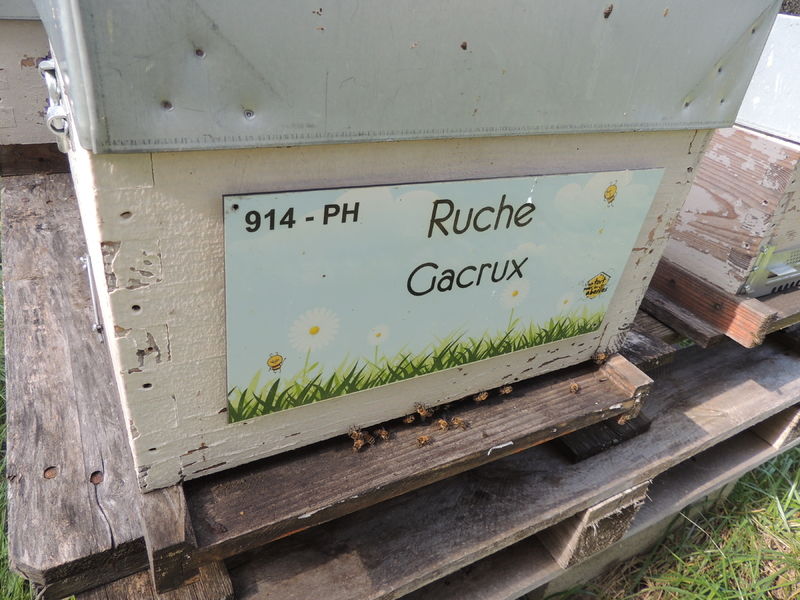 914 - PH
Ruche
Gacrux